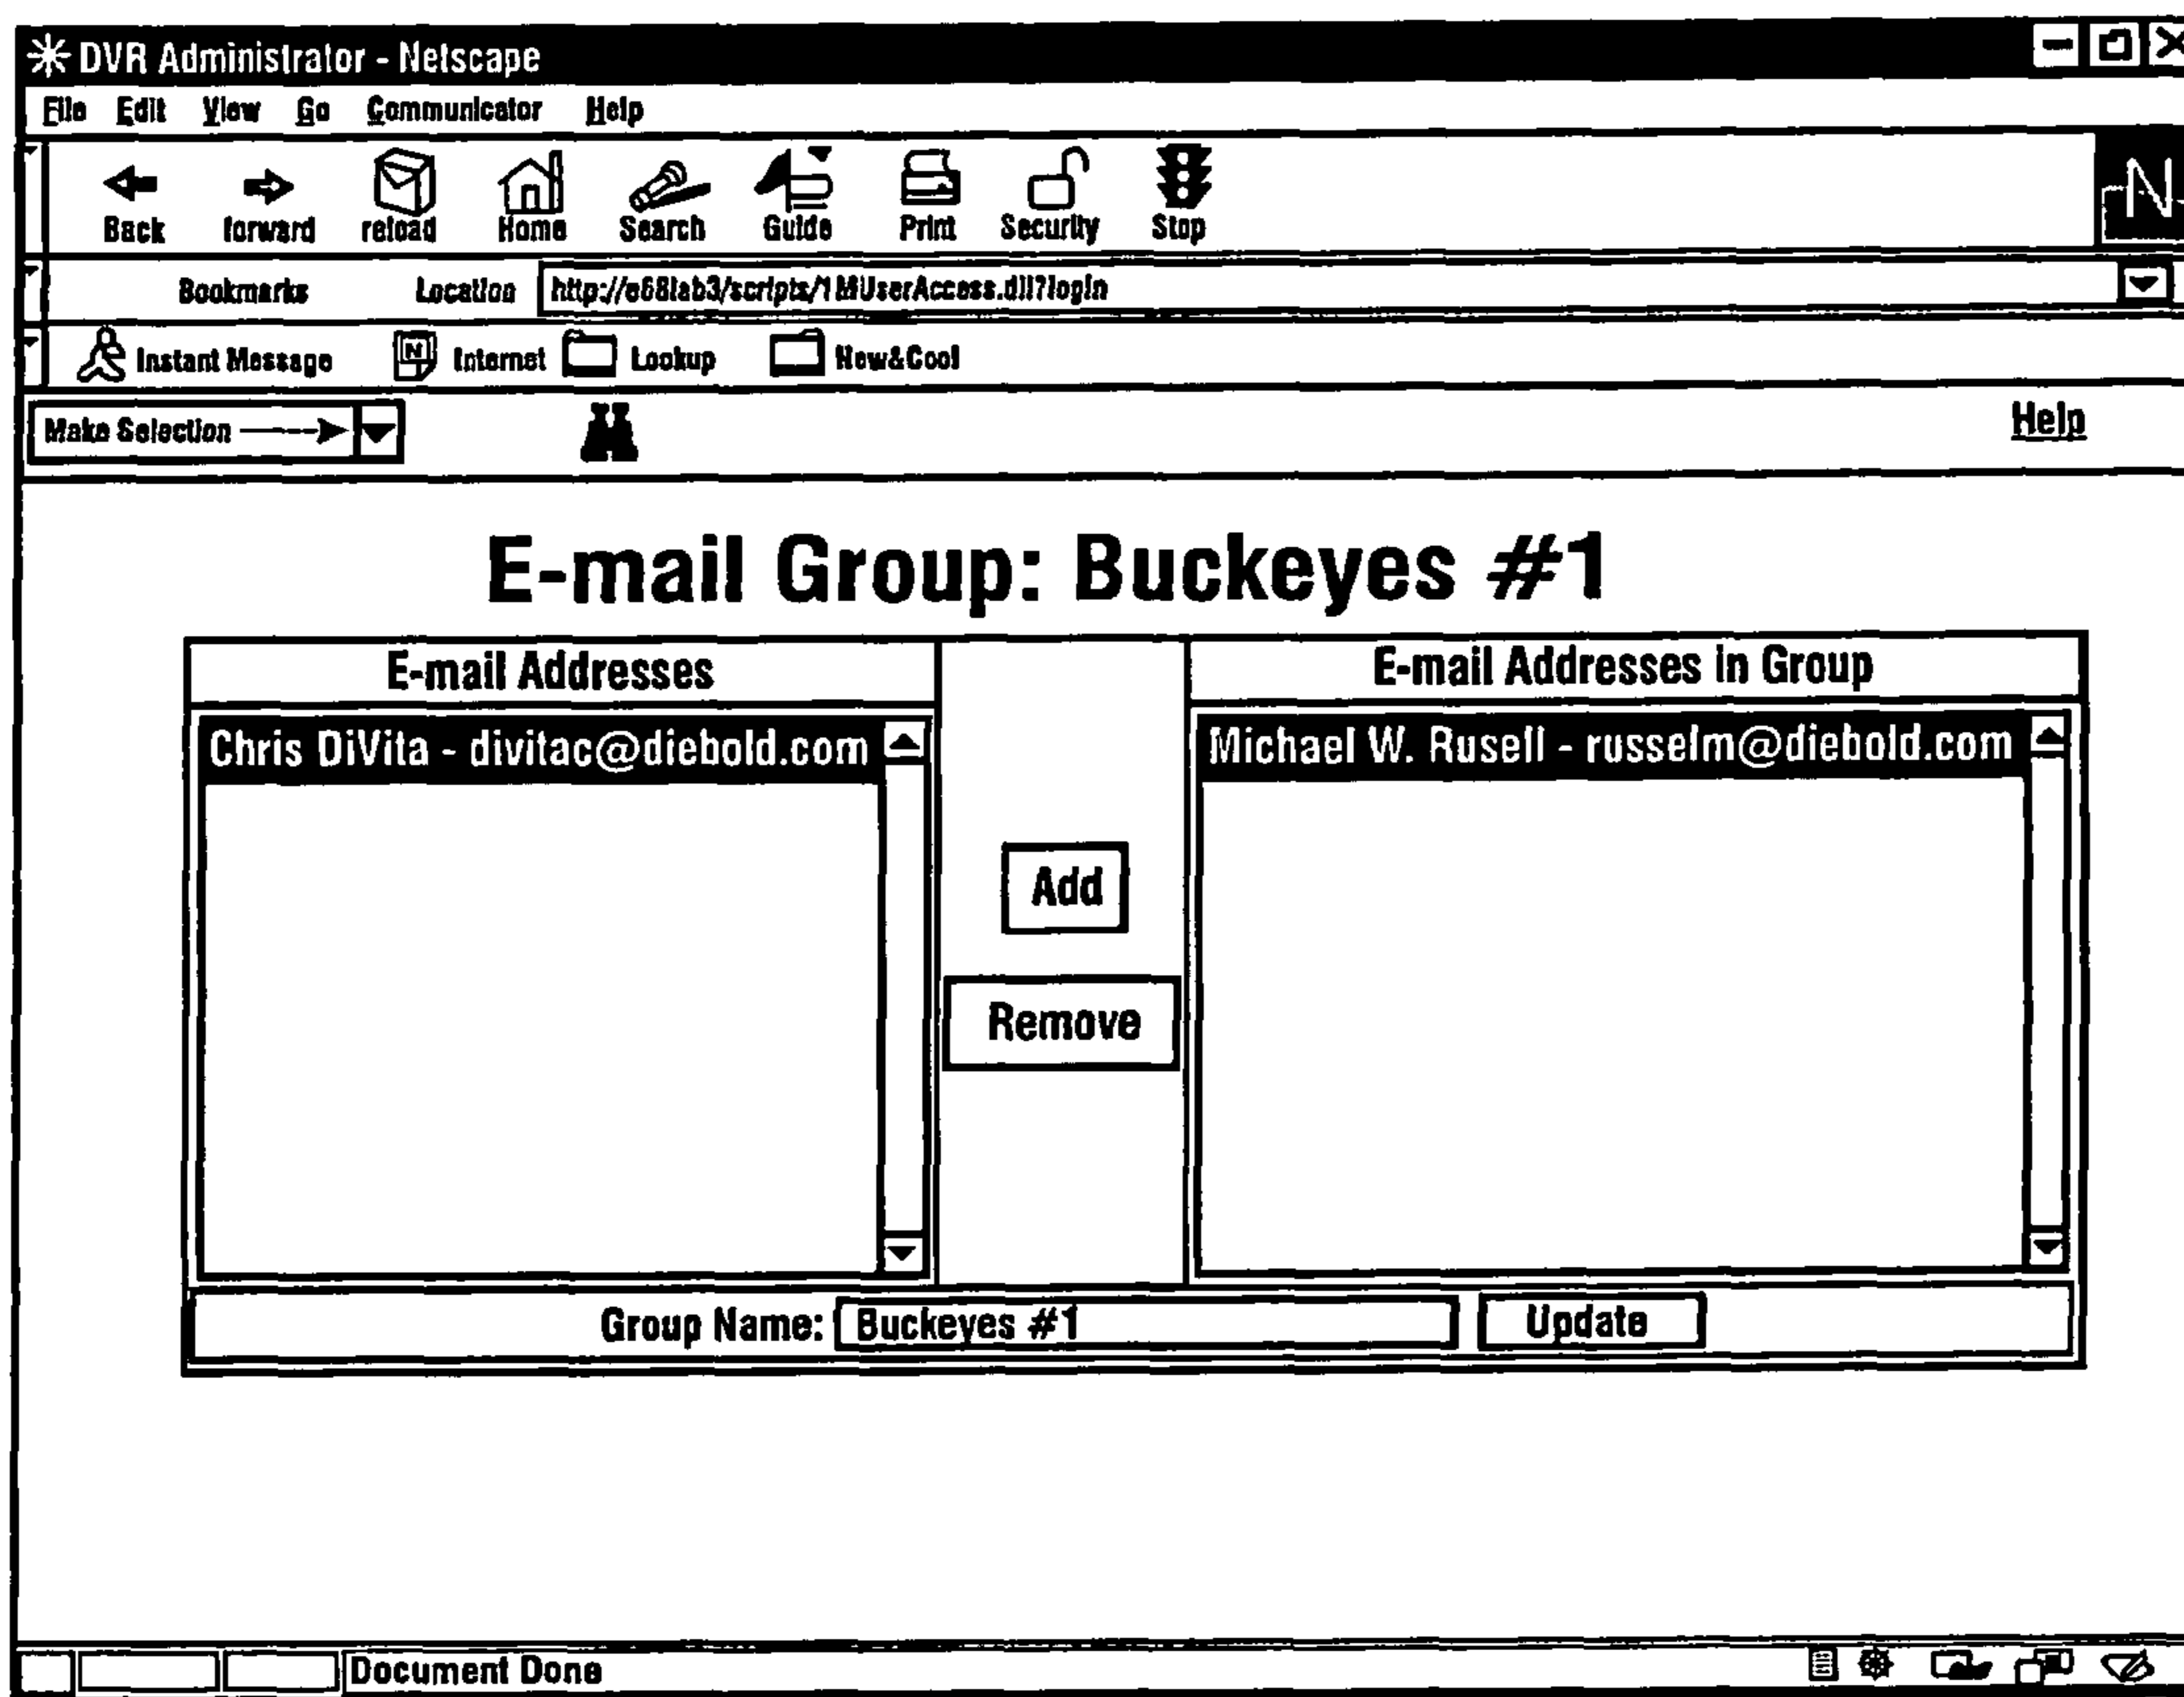 DVR Administrator - Netscape
File Edit View Go Communicator Help
Back forward reload Home Search Guide Print Security Stop
N
Bookmarks Location http://e68lab3/scripts/1MUserAccess.dll?login
Instant Message N Internet Lookup New&Cool
Make Selection Help
E-mail Group: Buckeyes #1
E-mail Addresses E-mail Addresses in Group
Chris DiVita - divitac@diebold.com Michael W. Rusell - russelm@diebold.com
Add
Remove
Group Name: Buckeyes #1 Update
Document Done